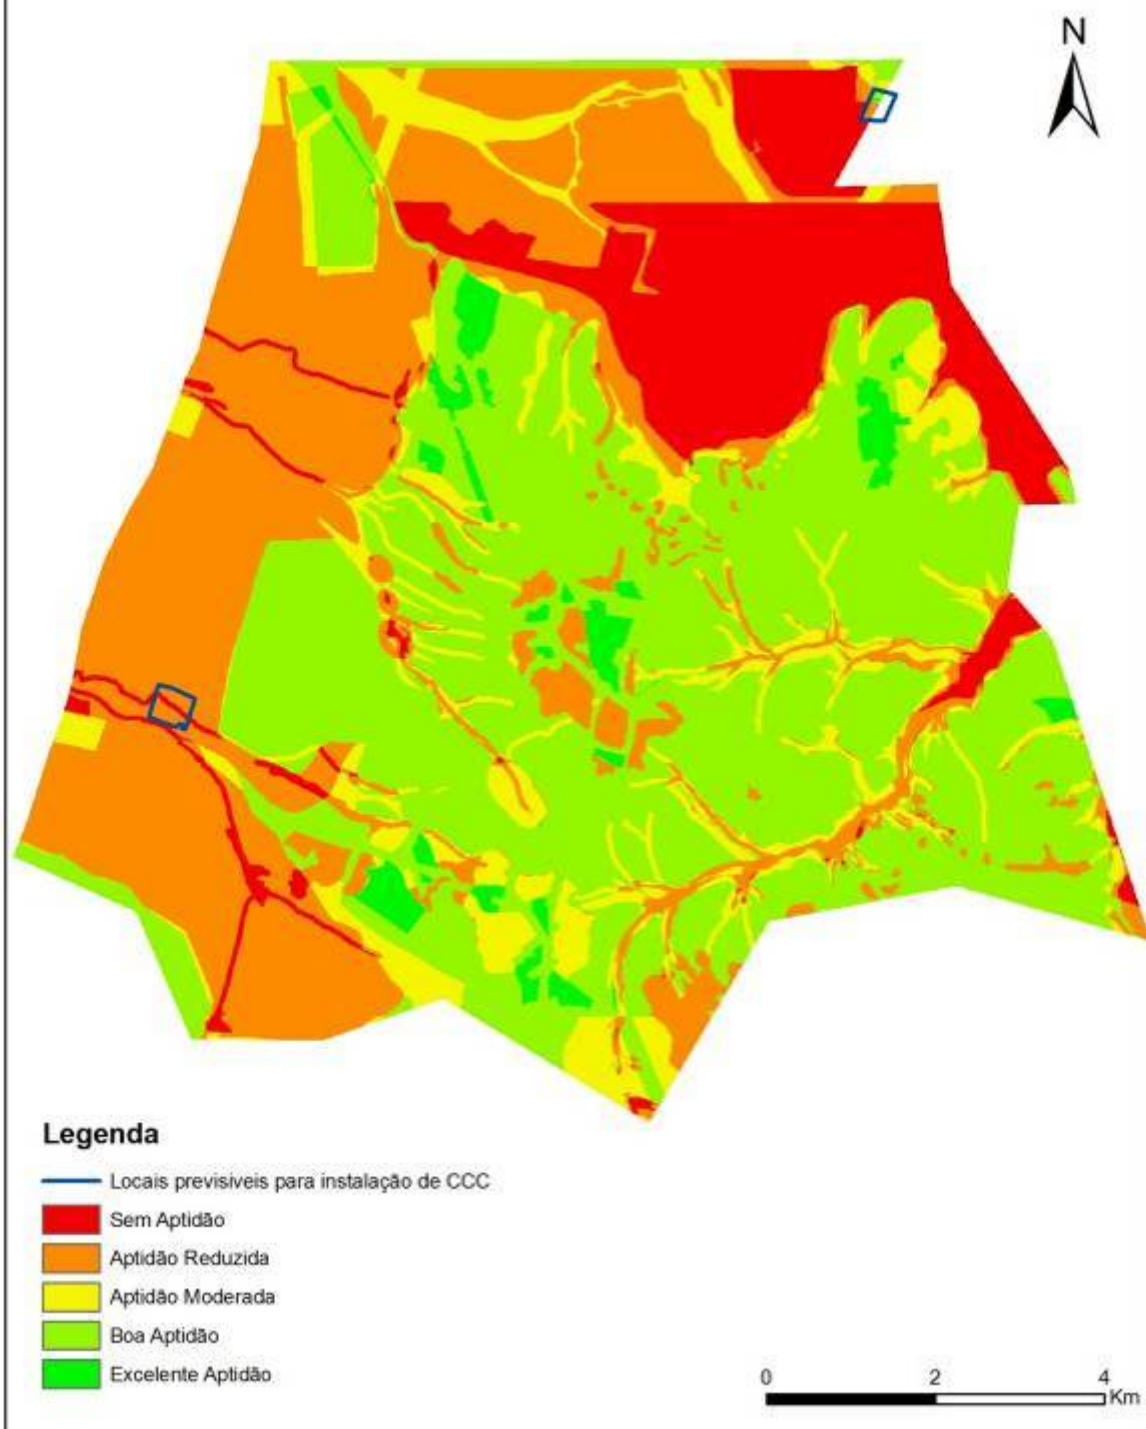 N
Legenda
Locais previsiveis para instalação de CCC
Sem Aptidão
Aptidão Reduzida
Aptidão Moderada
Boa Aptidão
Excelente Aptidão
0 2 4
Km